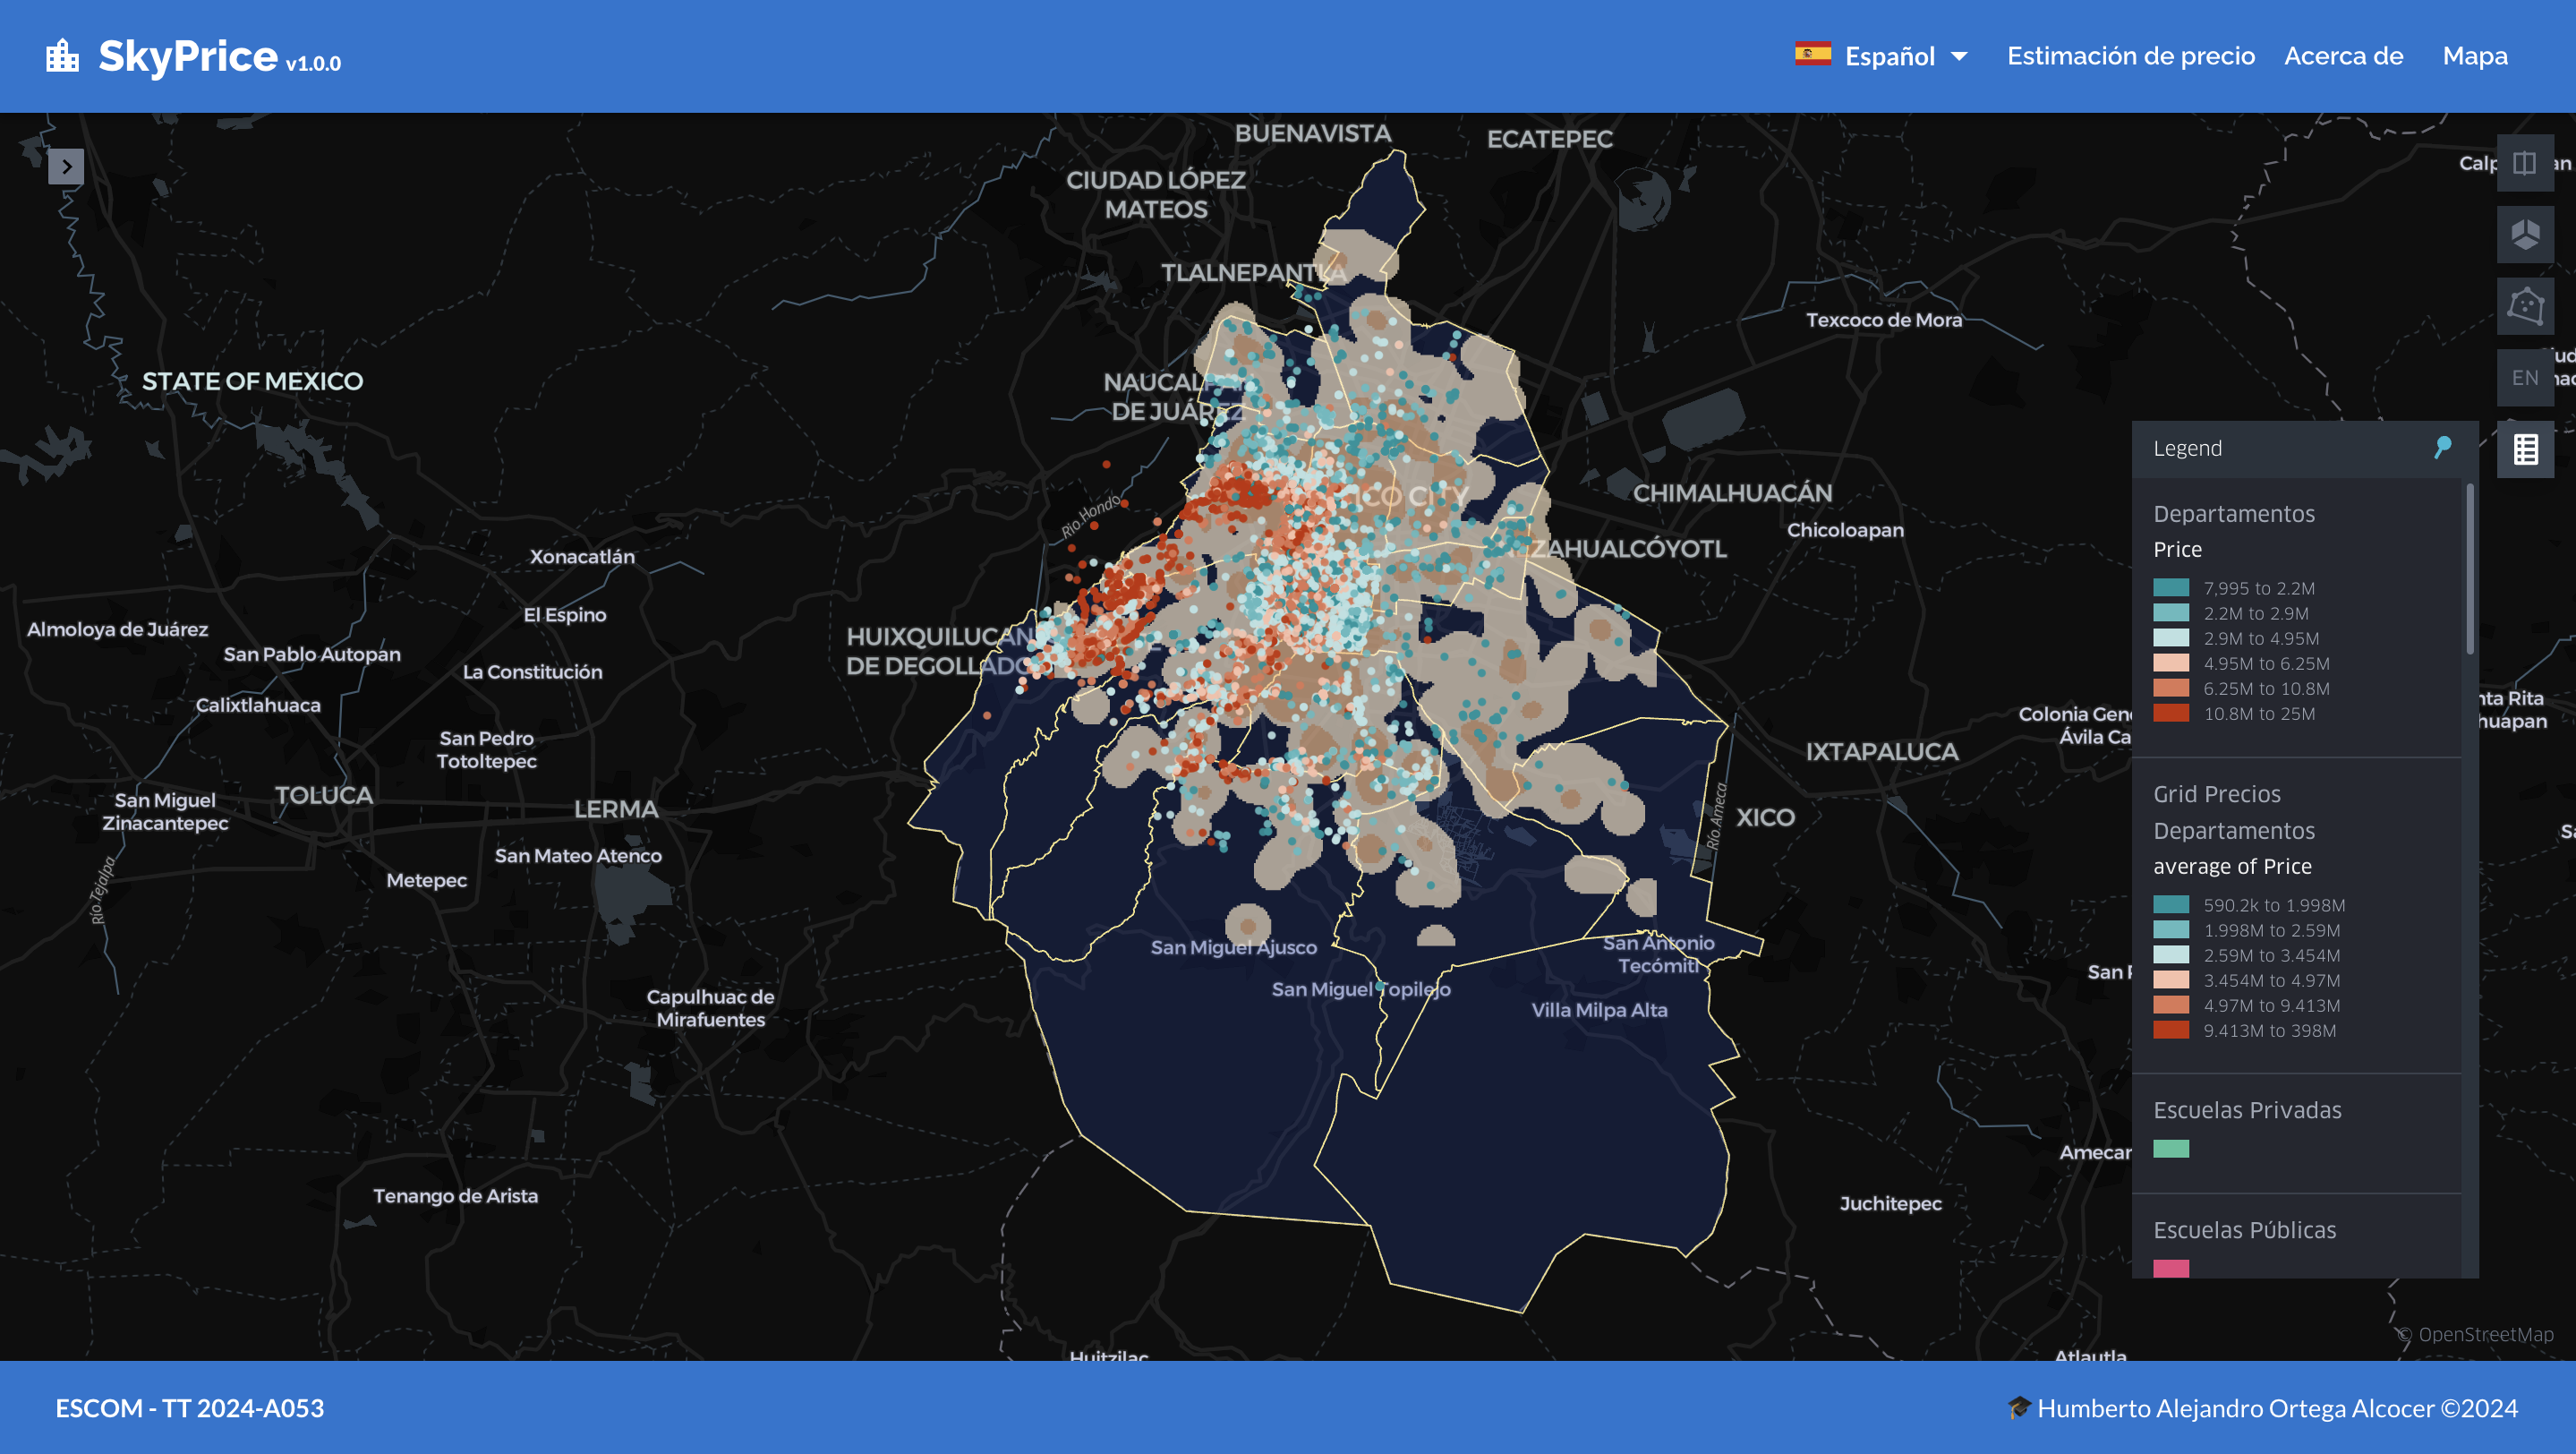 SkyPrice v1.0.0
Español
Estimación de precio
Acerca de
Mapa
BUENAVISTA
ECATEPEC
CIUDAD LÓPEZ
MATEOS
TLALNEPANTLA
Texcoco de Mora
STATE OF MEXICO
NAUCALPAN
DE JUÁREZ
EN
Río Hondo
CO CITY
CHIMALHUACÁN
Chicoloapan
ZAHUALCÓYOTL
Xonacatlán
El Espino
Almoloya de Juárez
San Pablo Autopan
La Constitución
Calixtlahuaca
HUIXQUILUCAN
DE DEGOLLADO
San Pedro
Totoltepec
TOLUCA
San Miguel
Zinacantepec
LERMA
San Mateo Atenco
Metepec
Río Tejalpa
IXTAPALUCA
XICO
Río Ameca
Colonia Gen
Ávila Ca
nta Rita
huapan
San Miguel Ajusco
San Antonio
Tecómitl
San Miguel Topilejo
Villa Milpa Alta
Capulhuac de
Mirafuentes
Tenango de Arista
Juchitepec
Amecar
Huitzilac
Atlautla
Legend
Departamentos
Price
7,995 to 2.2M
2.2M to 2.9M
2.9M to 4.95M
4.95M to 6.25M
6.25M to 10.8M
10.8M to 25M
Grid Precios
Departamentos
average of Price
590.2k to 1.998M
1.998M to 2.59M
2.59M to 3.454M
3.454M to 4.97M
4.97M to 9.413M
9.413M to 398M
Escuelas Privadas
Escuelas Públicas
© OpenStreetMap
ESCOM - TT 2024-A053
Humberto Alejandro Ortega Alcocer ©2024